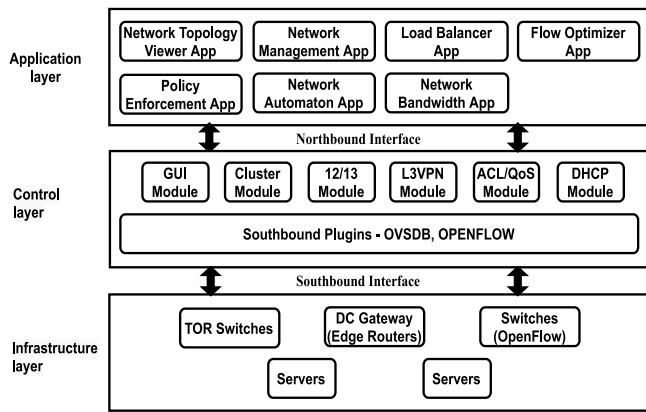 Application
layer
Network Topology
Viewer App
Network
Management App
Load Balancer
App
Flow Optimizer
App
Policy
Enforcement App
Network
Automaton App
Network
Bandwidth App
Northbound Interface
Control
layer
GUI
Module
Cluster
Module
12/13
Module
L3VPN
Module
ACL/QoS
Module
DHCP
Module
Southbound Plugins - OVSDB, OPENFLOW
Southbound Interface
Infrastructure
layer
TOR Switches
DC Gateway
(Edge Routers)
Switches
(OpenFlow)
Servers
Servers